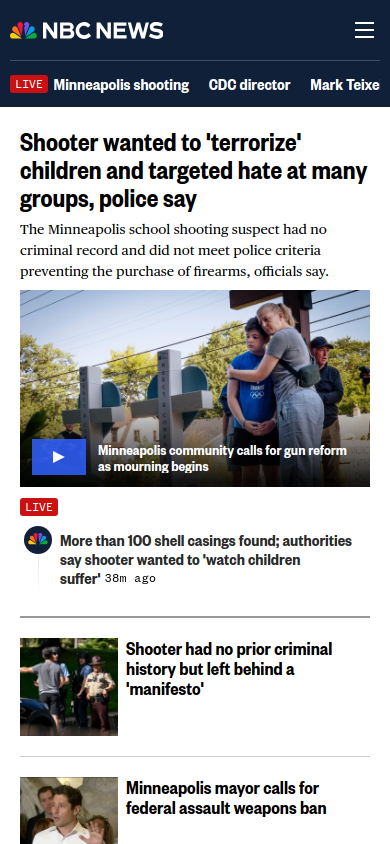 NBC NEWS
LIVE Minneapolis shooting CDC director Mark Teixe
Shooter wanted to 'terrorize'
children and targeted hate at many
groups, police say
The Minneapolis school shooting suspect had no
criminal record and did not meet police criteria
preventing the purchase of firearms, officials say.
Minneapolis community calls for gun reform
as mourning begins
LIVE
More than 100 shell casings found; authorities
say shooter wanted to 'watch children
suffer' 38m ago
Shooter had no prior criminal
history but left behind a
'manifesto'
Minneapolis mayor calls for
federal assault weapons ban